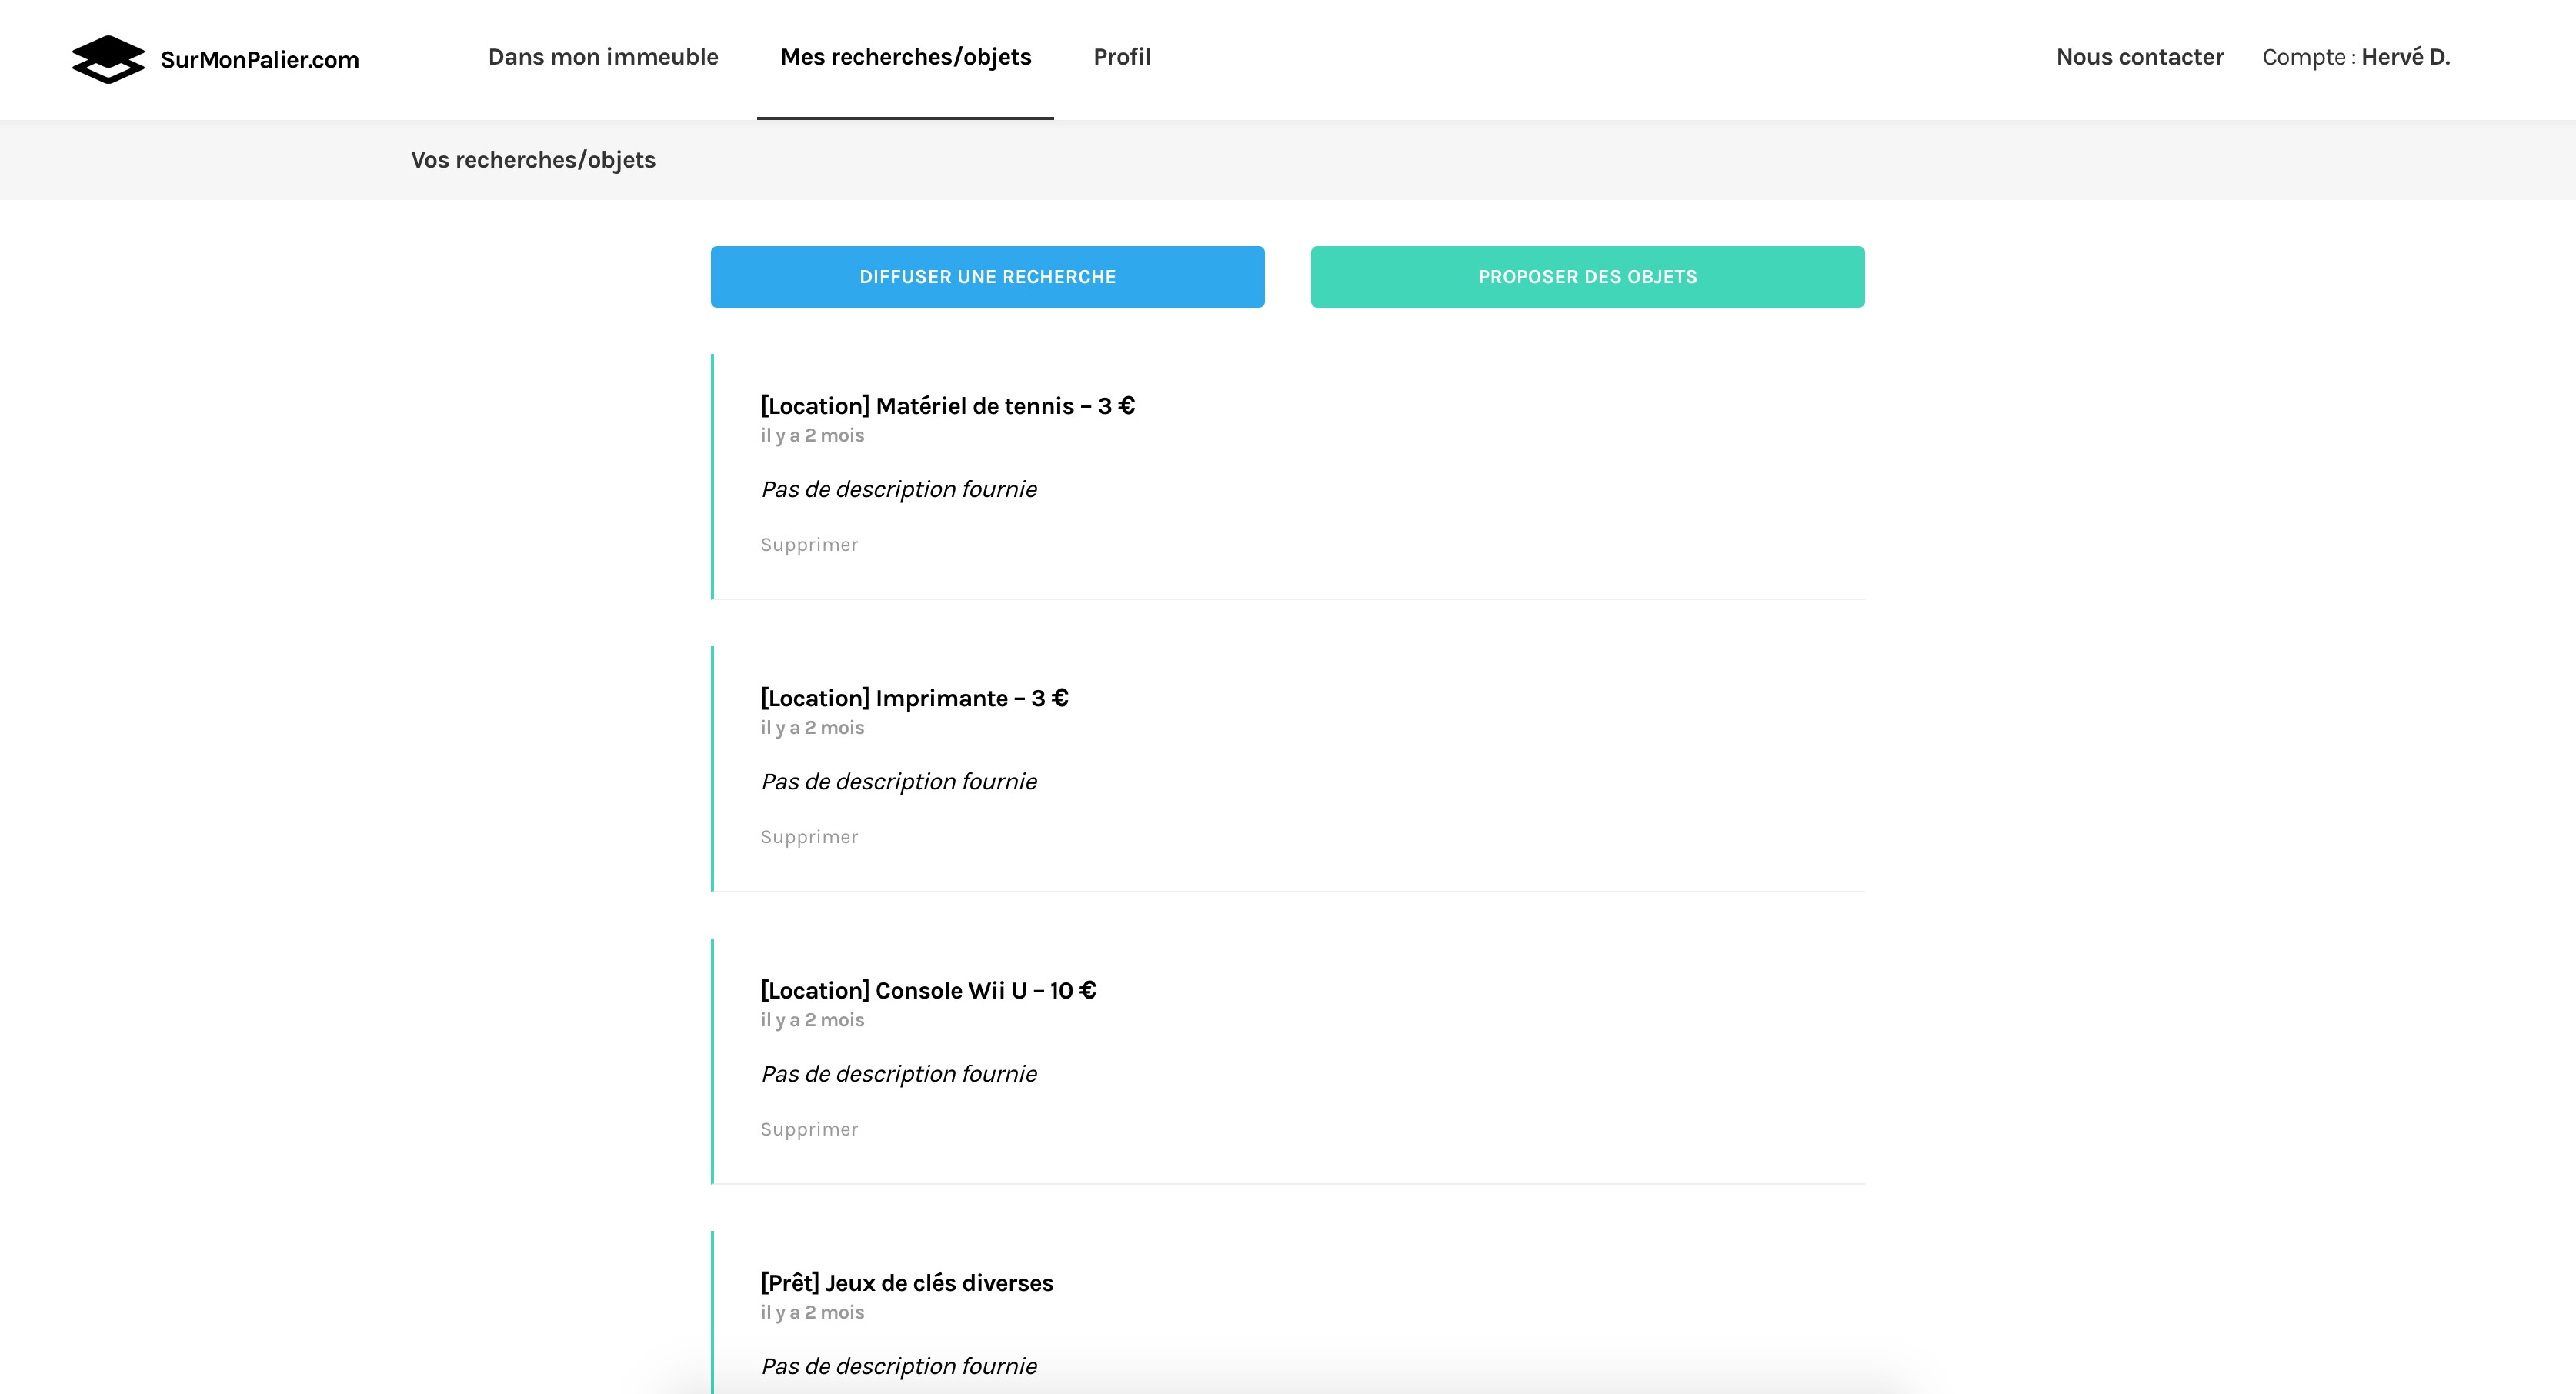 SurMonPalier.com
Dans mon immeuble
Mes recherches/objets
Profil
Nous contacter
Compte : Hervé D.
Vos recherches/objets
DIFFUSER UNE RECHERCHE
PROPOSER DES OBJETS
[Location] Matériel de tennis – 3 €
il y a 2 mois
Pas de description fournie
Supprimer
[Location] Imprimante – 3 €
il y a 2 mois
Pas de description fournie
Supprimer
[Location] Console Wii U – 10 €
il y a 2 mois
Pas de description fournie
Supprimer
[Prêt] Jeux de clés diverses
il y a 2 mois
Pas de description fournie